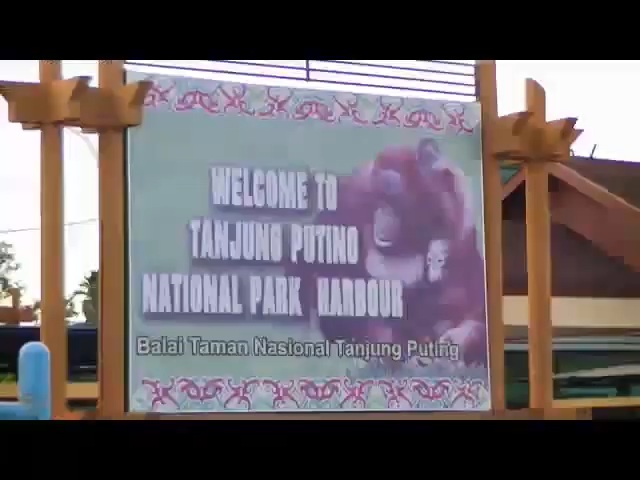 WELCOME TO
TANJUNG PUTING
NATIONAL PARK HARBOUR
Balai Taman Nasional Tanjung Puting